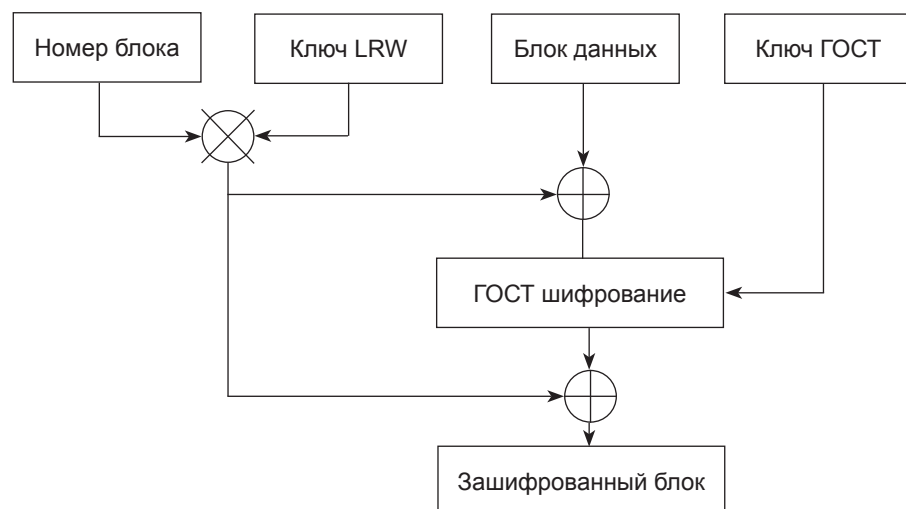 Номер блока
Ключ LRW
Блок данных
Ключ ГОСТ
ГОСТ шифрование
Зашифрованный блок